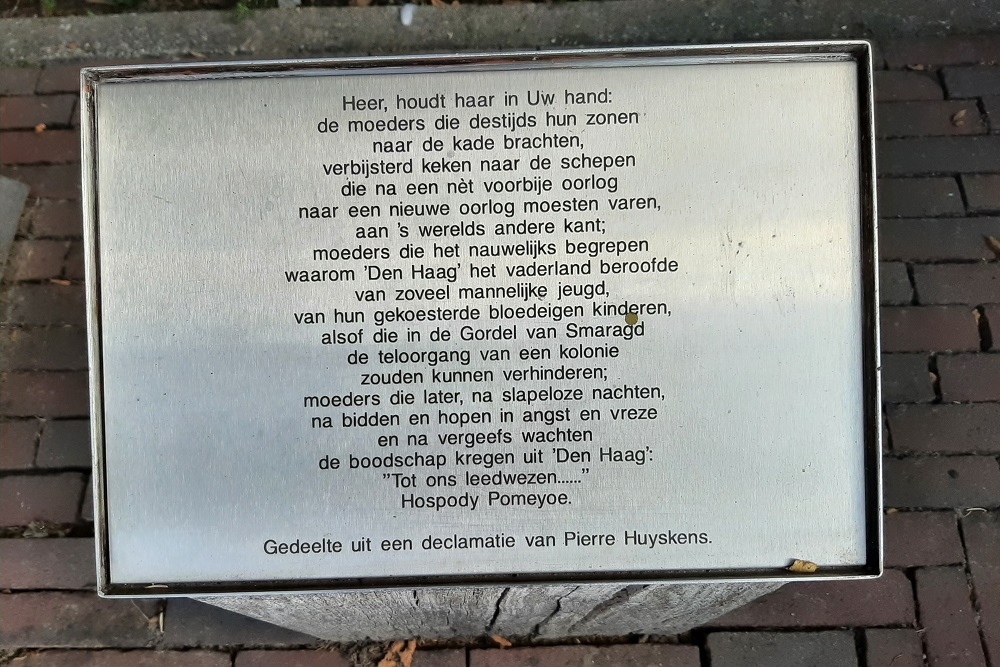 Heer, houdt haar in Uw hand:
de moeders die destijds hun zonen
naar de kade brachten,
verbijsterd keken naar de schepen
die na een nèt voorbije oorlog
naar een nieuwe oorlog moesten varen,
aan 's werelds andere kant;
moeders die het nauwelijks begrepen
waarom 'Den Haag' het vaderland beroofde
van zoveel mannelijke jeugd,
van hun gekoesterde bloedeigen kinderen,
alsof die in de Gordel van Smaragd
de teloorgang van een kolonie
zouden kunnen verhinderen;
moeders die later, na slapeloze nachten,
na bidden en hopen in angst en vreze
en na vergeefs wachten
de boodschap kregen uit 'Den Haag':
”Tot ons leedwezen......”
Hospody Pomeyoe.
Gedeelte uit een declamatie van Pierre Huyskens.